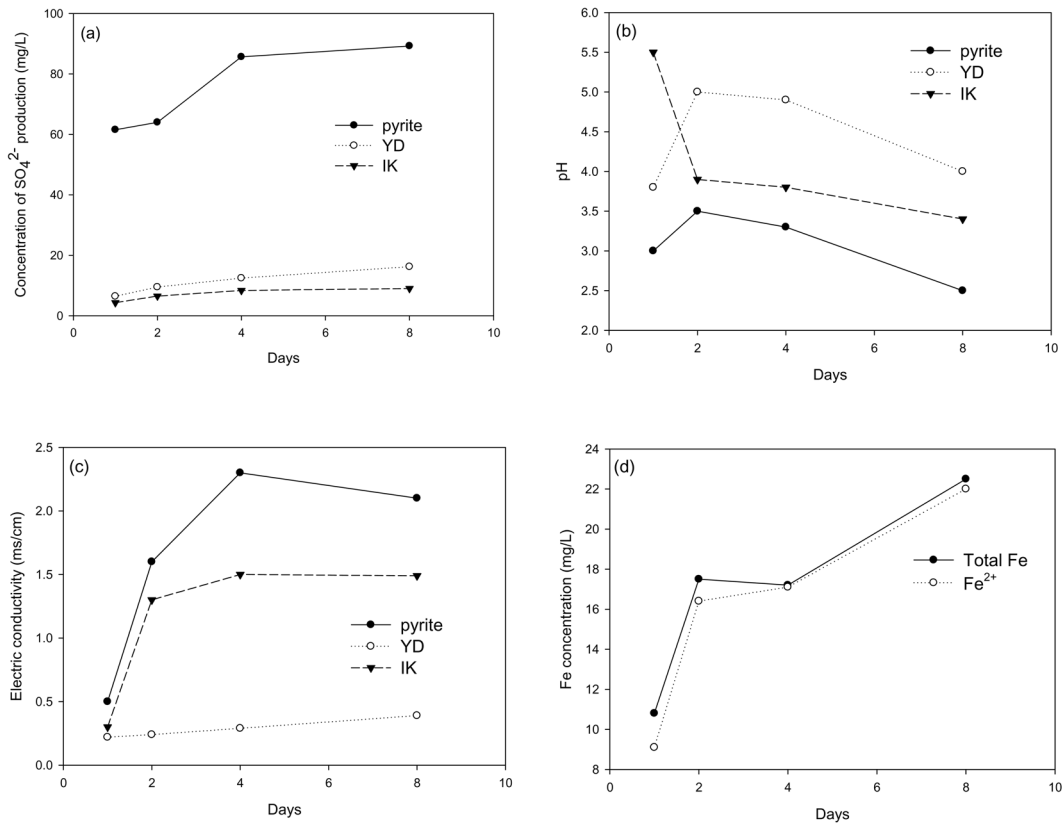 (a)
Concentration of SO₄²⁻ production (mg/L)
100
80
60
40
20
0
pyrite
YD
IK
0 2 4 6 8 10
Days
(b)
pH
6.0
5.5
5.0
4.5
4.0
3.5
3.0
2.5
2.0
pyrite
YD
IK
0 2 4 6 8 10
Days
(c)
Electric conductivity (ms/cm)
2.5
2.0
1.5
1.0
0.5
0.0
pyrite
YD
IK
0 2 4 6 8 10
Days
(d)
Fe concentration (mg/L)
24
22
20
18
16
14
12
10
8
Total Fe
Fe²⁺
0 2 4 6 8 10
Days